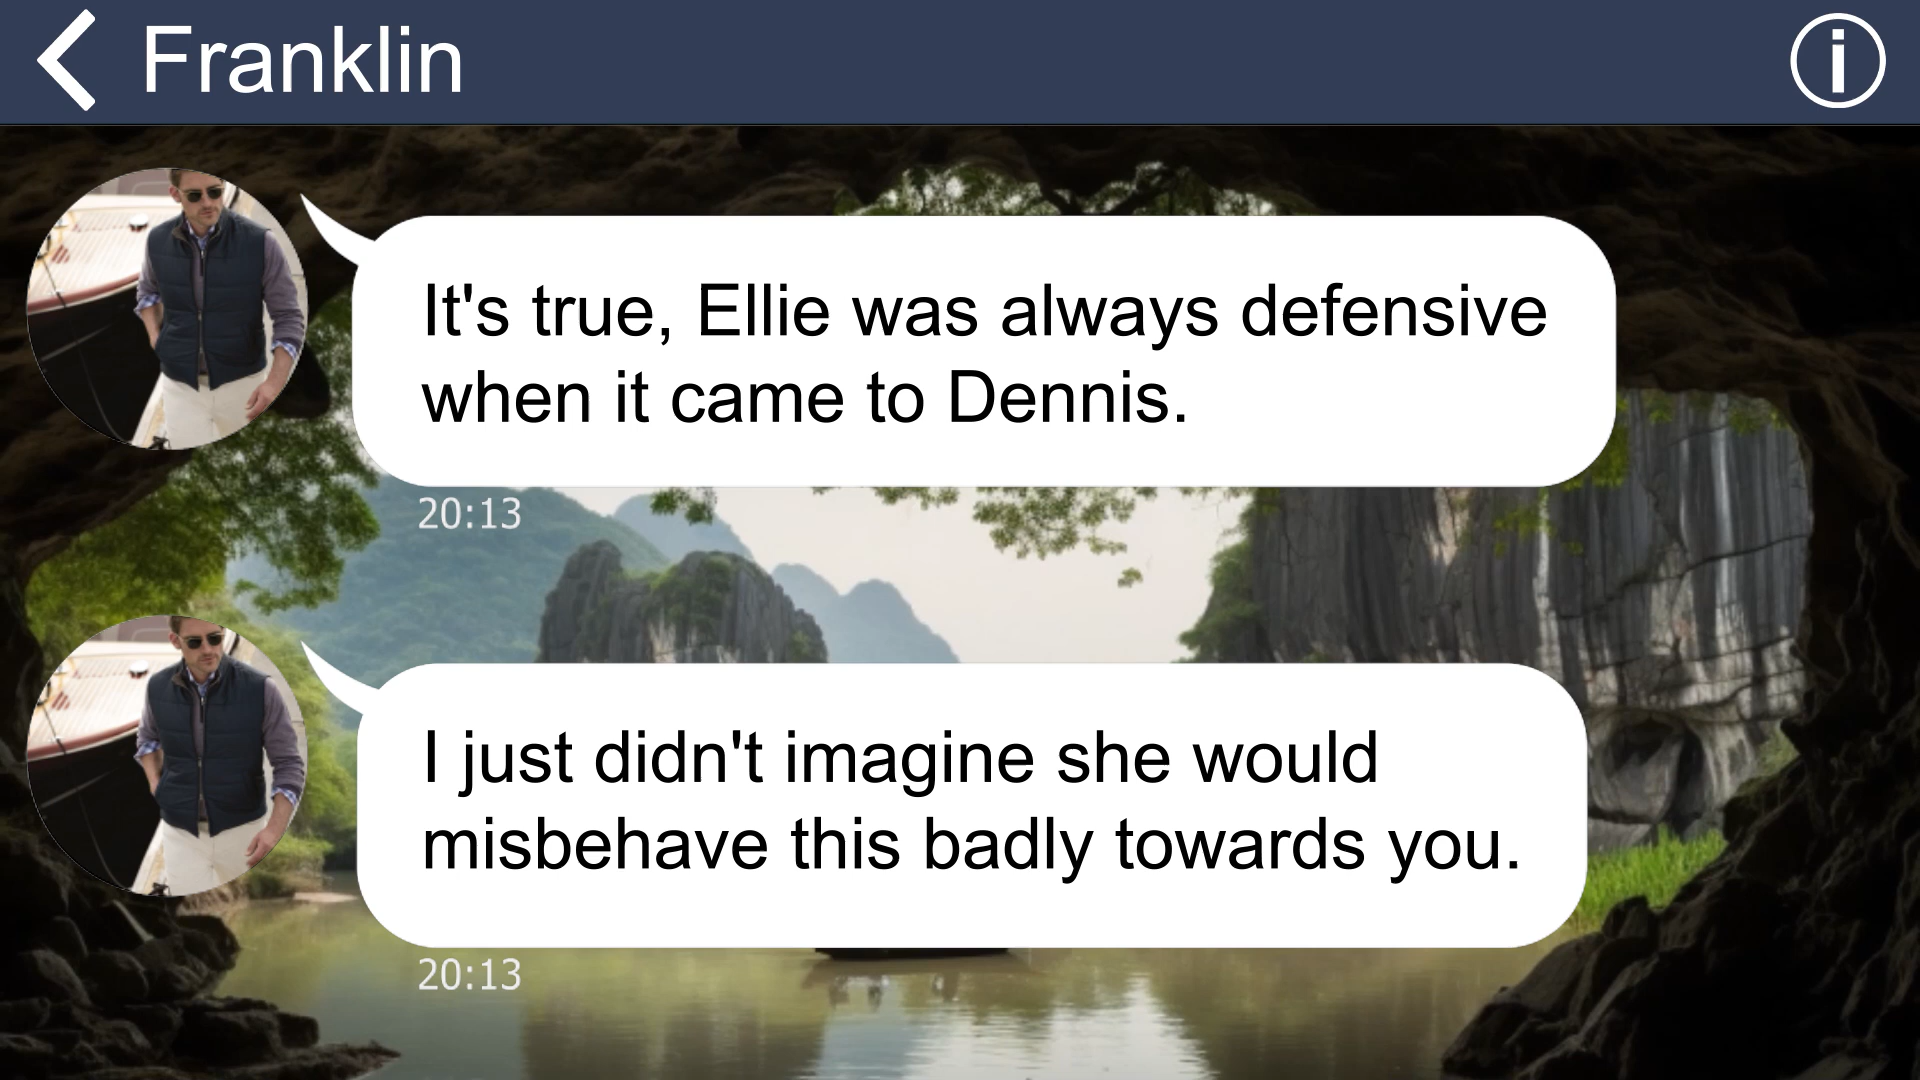 Franklin
It's true, Ellie was always defensive
when it came to Dennis.
20:13
I just didn't imagine she would
misbehave this badly towards you.
20:13